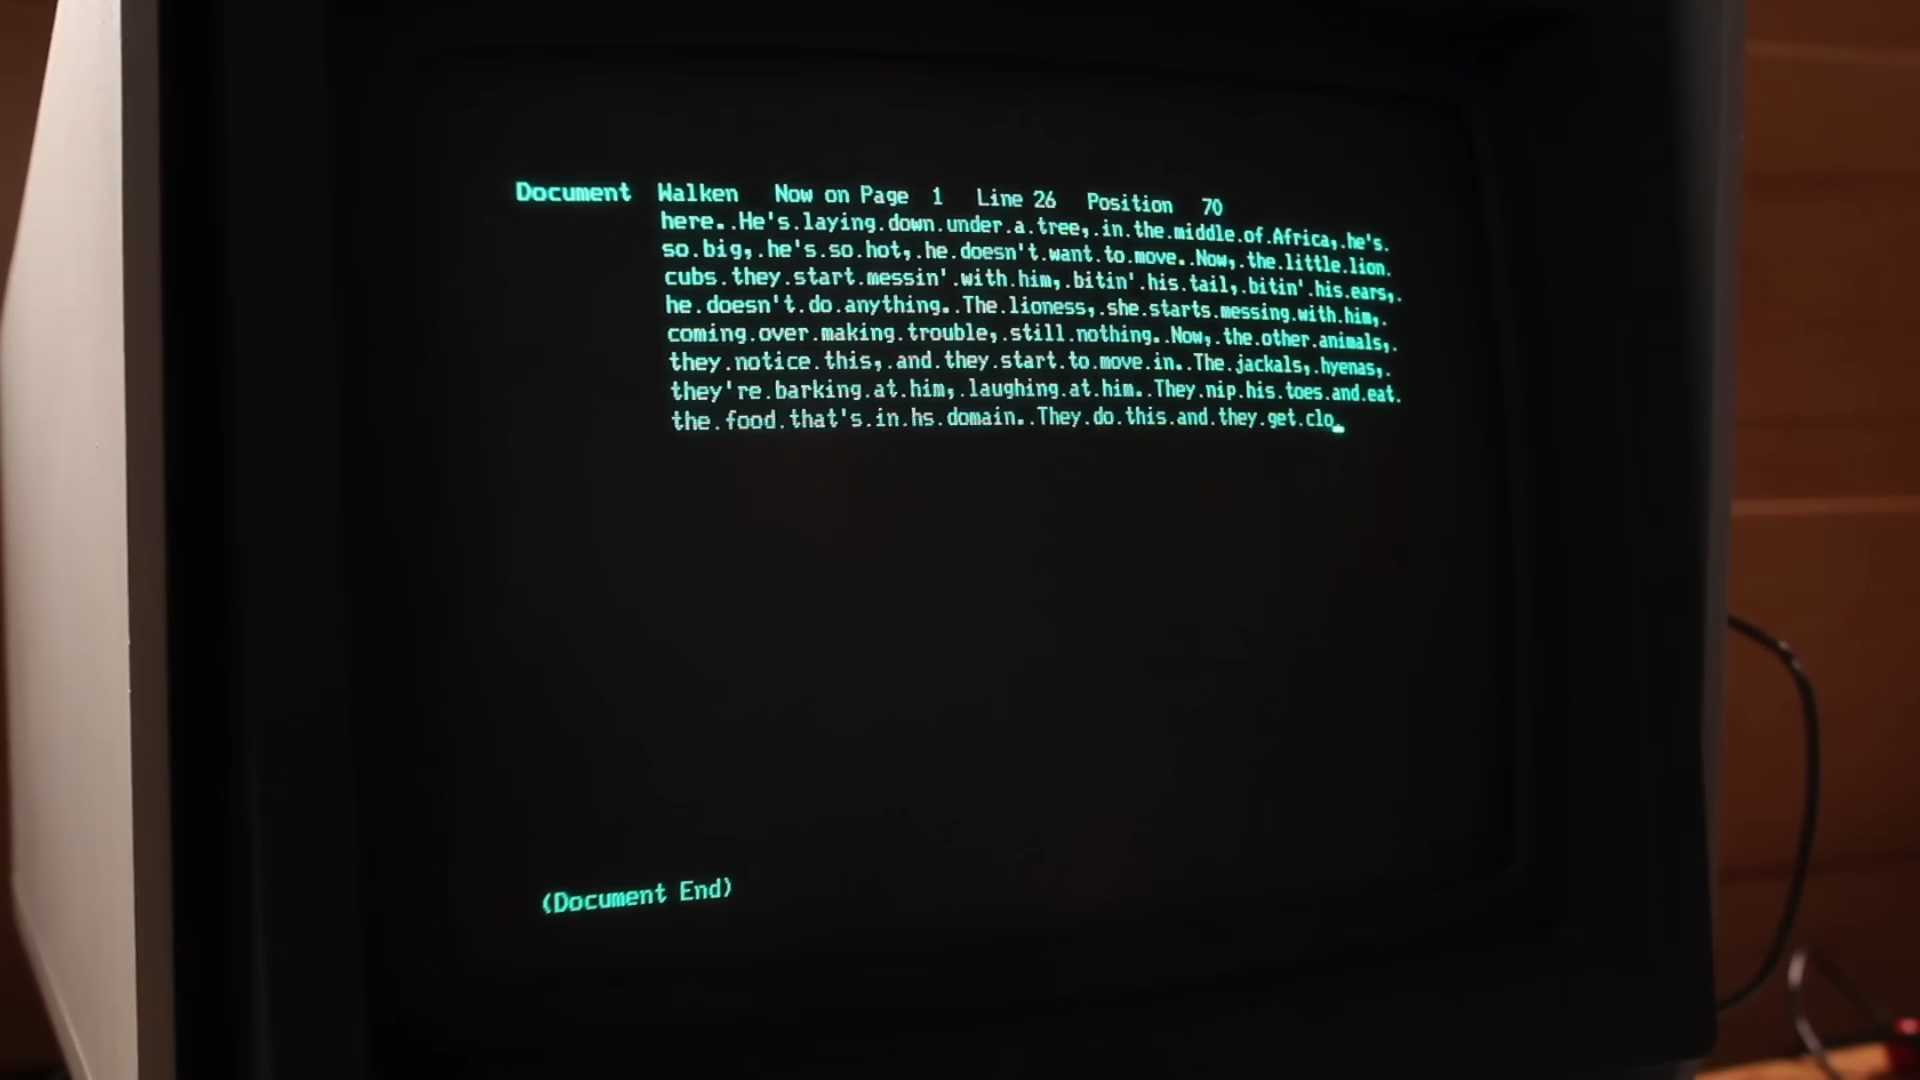 Document Walken Now on Page 1 Line 26 Position 70
here..He's.laying.down.under.a.tree,.in.the.middle.of.Africa,.he's.
so.big,.he's.so.hot,.he.doesn't.want.to.move..Now,.the.little.lion.
cubs.they.start.messin'.with.him,.bitin'.his.tail,.bitin'.his.ears,.
he.doesn't.do.anything..The.lioness,.she.starts.messing.with.him,.
coming.over.making.trouble,.still.nothing..Now,.the.other.animals,.
they.notice.this,.and.they.start.to.move.in..The.jackals,.hyenas,.
they're.barking.at.him,.laughing.at.him..They.nip.his.toes.and.eat.
the.food.that's.in.hs.domain..They.do.this.and.they.get.clo_
(Document End)